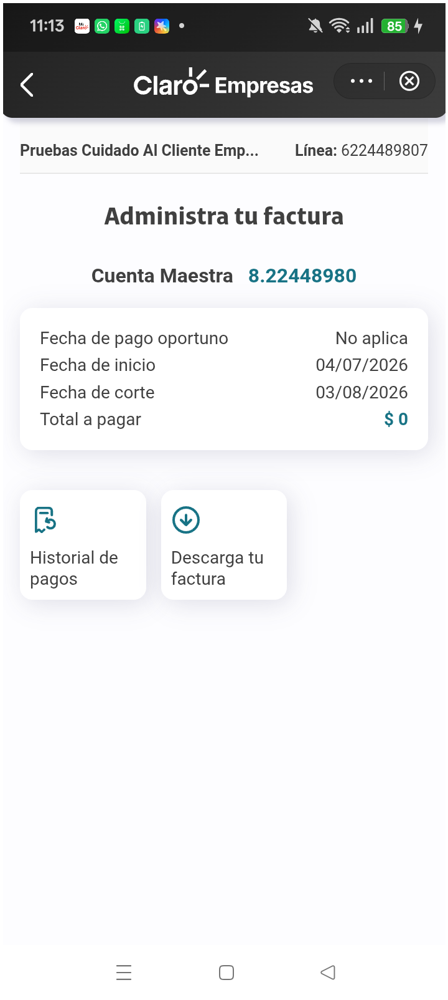 11:13
Mi
Claro
85
Claro Empresas
Pruebas Cuidado Al Cliente Emp... Línea: 6224489807
Administra tu factura
Cuenta Maestra 8.22448980
Fecha de pago oportuno No aplica
Fecha de inicio 04/07/2026
Fecha de corte 03/08/2026
Total a pagar $ 0
Historial de
pagos
Descarga tu
factura